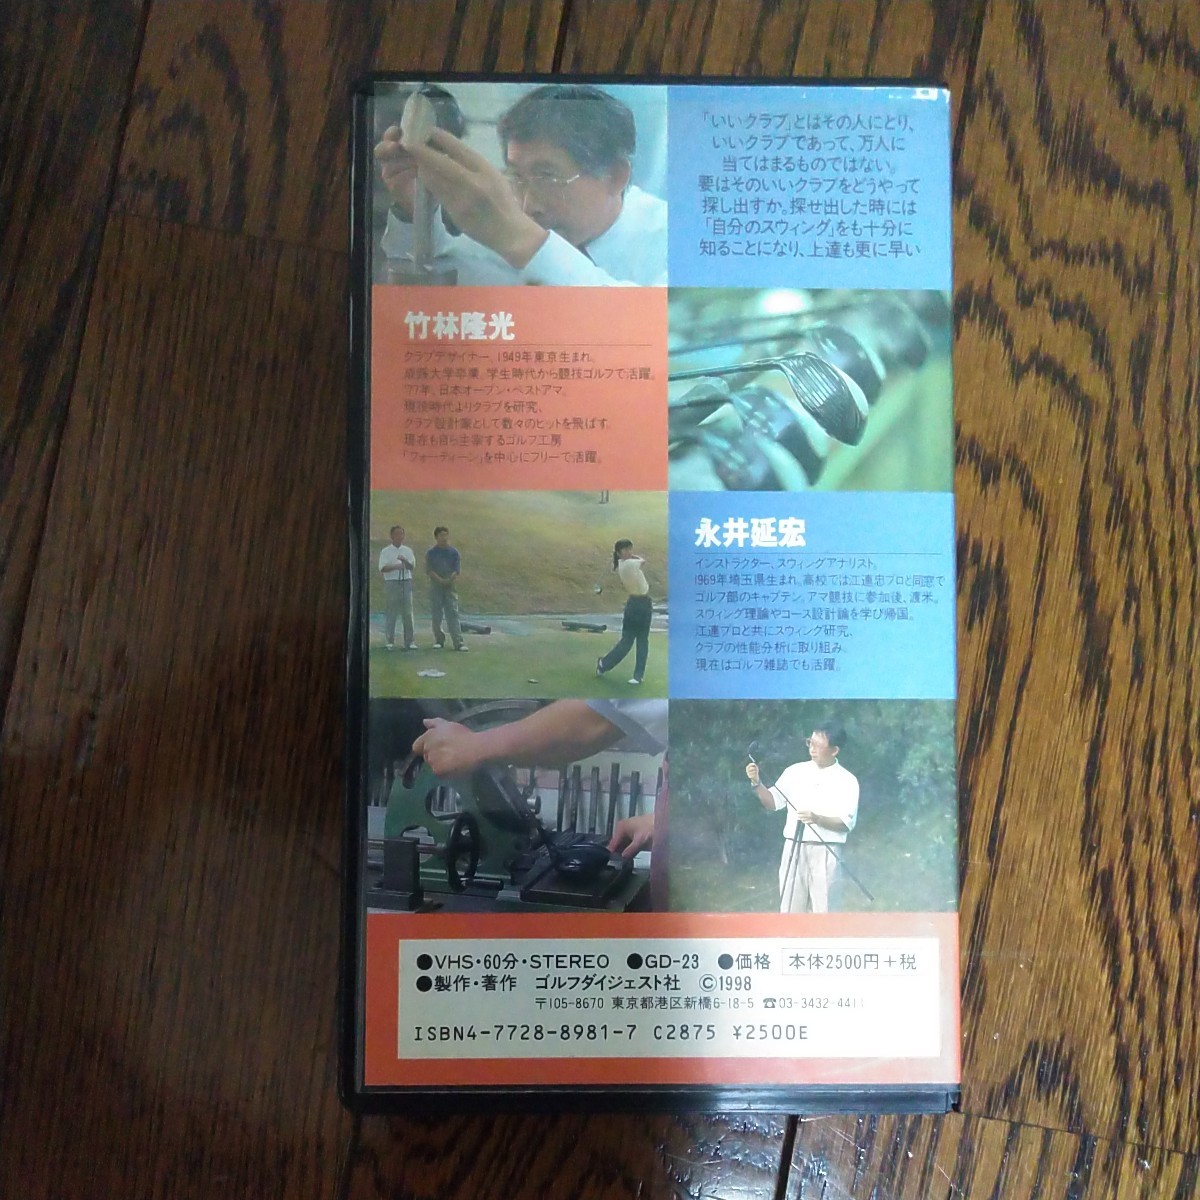 「いいクラブ」とはその人にとり、
いいクラブであって、万人に
当てはまるものではない。
要はそのいいクラブをどうやって
探し出すか。探せ出した時には
「自分のスウィング」をも十分に
知ることになり、上達も更に早い
竹林隆光
クラブデザイナー、1949年東京生まれ。
成蹊大学卒業。学生時代から競技ゴルフで活躍。
'77年、日本オープン・ベストアマ。
現役時代よりクラブを研究、
クラブ設計家として数々のヒットを飛ばす。
現在も自ら主宰するゴルフ工房
「フォーティーン」を中心にフリーで活躍。
永井延宏
インストラクター、スウィングアナリスト。
1969年埼玉県生まれ。高校では江連忠プロと同窓で
ゴルフ部のキャプテン。アマ競技に参加後、渡米。
スウィング理論やコース設計論を学び帰国。
江連プロと共にスウィング研究、
クラブの性能分析に取り組み。
現在はゴルフ雑誌でも活躍。
●VHS・60分・STEREO ●GD-23 ●価格 本体2500円+税
●製作・著作 ゴルフダイジェスト社 ©1998
〒105-8670 東京都港区新橋6-18-5 ☎03-3432-4411
ISBN4-7728-8981-7 C2875 ¥2500E